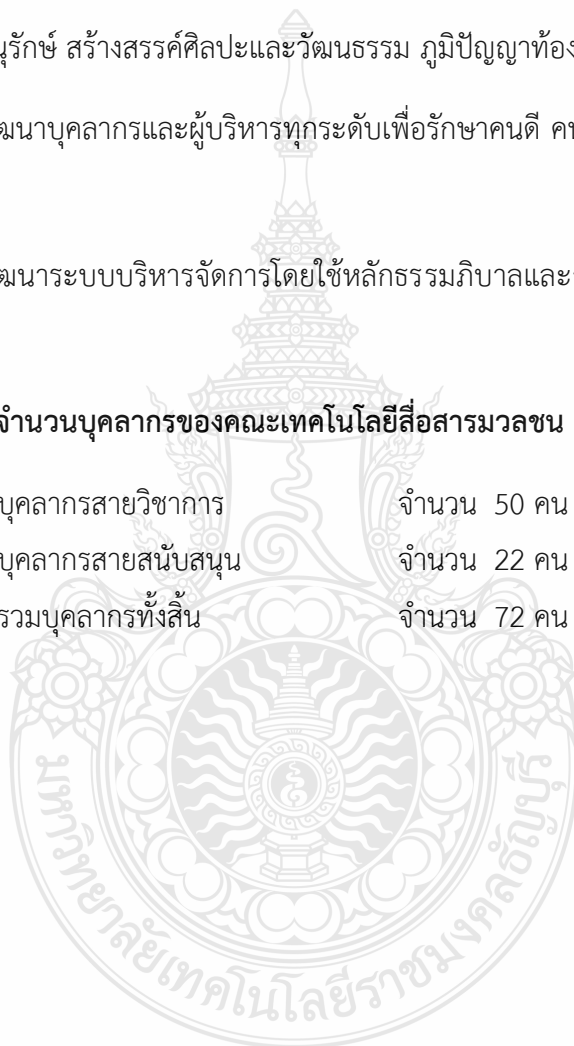 นุรักษ์ สร้างสรรค์ศิลปะและวัฒนธรรม ภูมิปัญญาท้อง
ฒนาบุคลากรและผู้บริหารทุกระดับเพื่อรักษาคนดี
ฒนาระบบบริหารจัดการโดยใช้หลักธรรมภิบาลและ
จำนวนบุคลากรของคณะเทคโนโลยีสื่อสารมวลชน
บุคลากรสายวิชาการ จำนวน 50 คน
บุคลากรสายสนับสนุน จำนวน 22 คน
รวมบุคลากรทั้งสิ้น จำนวน 72 คน
มหาวิทยาลัยเทคโนโลยีราชมงคลธัญบุรี